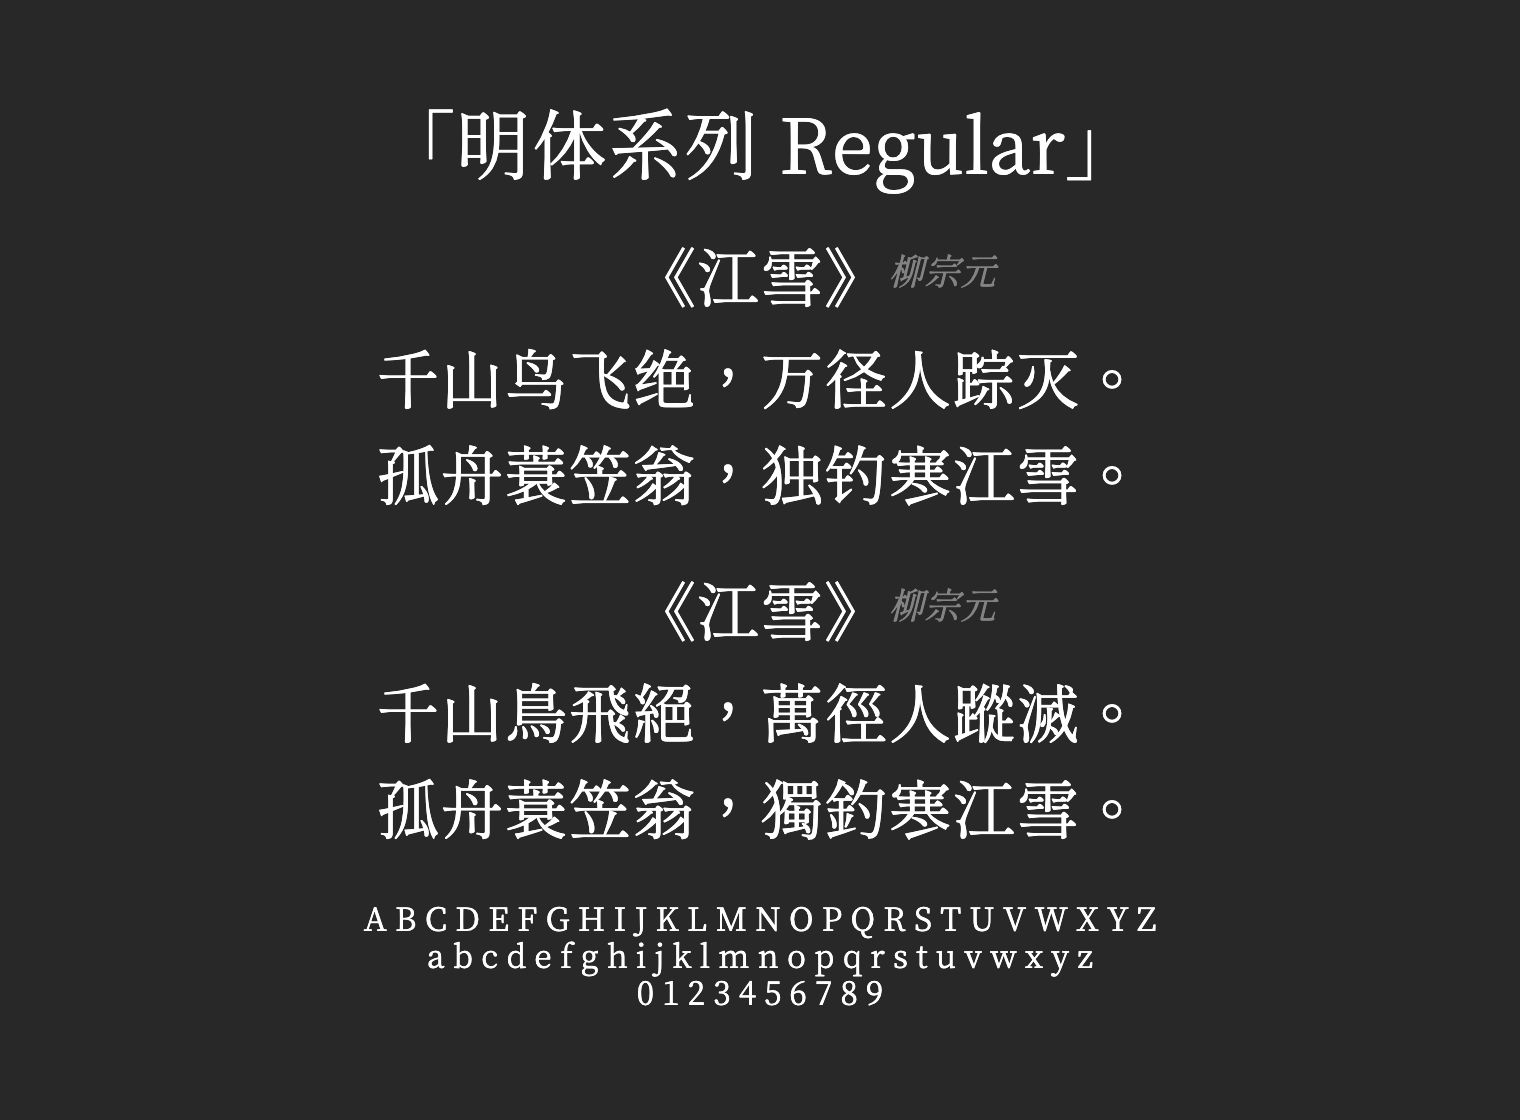 「明体系列 Regular」
《江雪》 柳宗元
千山鸟飞绝，万径人踪灭。
孤舟蓑笠翁，独钓寒江雪。
《江雪》 柳宗元
千山鳥飛絕，萬徑人蹤滅。
孤舟蓑笠翁，獨釣寒江雪。
A B C D E F G H I J K L M N O P Q R S T U V W X Y Z
a b c d e f g h i j k l m n o p q r s t u v w x y z
0 1 2 3 4 5 6 7 8 9